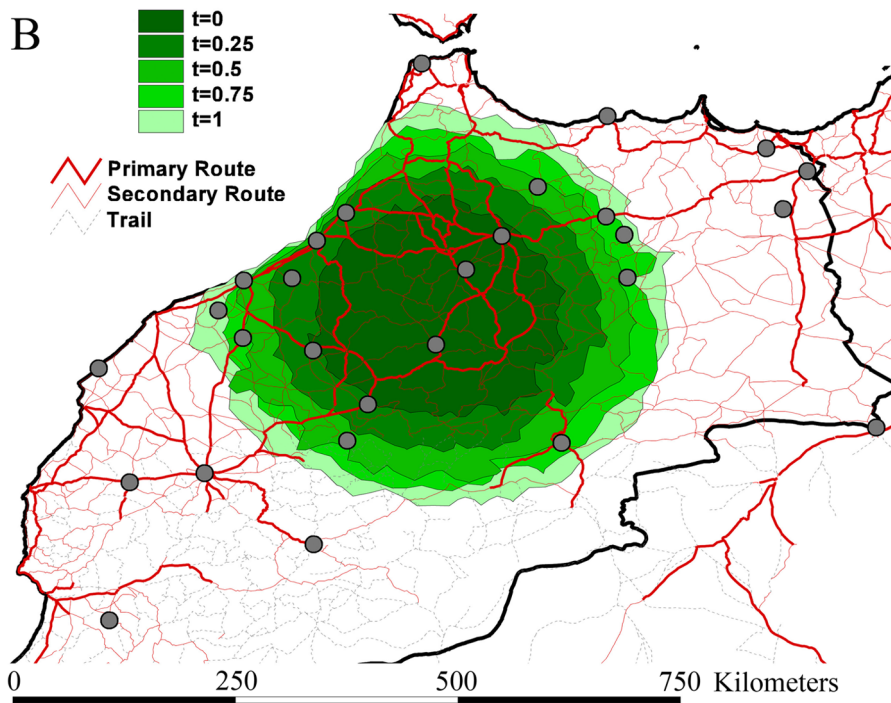 B
t=0
t=0.25
t=0.5
t=0.75
t=1
Primary Route
Secondary Route
Trail
0 250 500 750 Kilometers